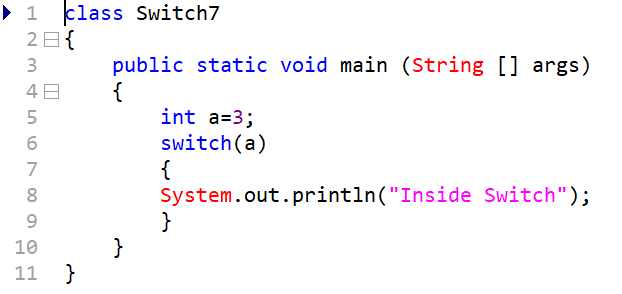 1 class Switch7
2 {
3 public static void main (String [] args)
4 {
5 int a=3;
6 switch(a)
7 {
8 System.out.println("Inside Switch");
9 }
10 }
11 }